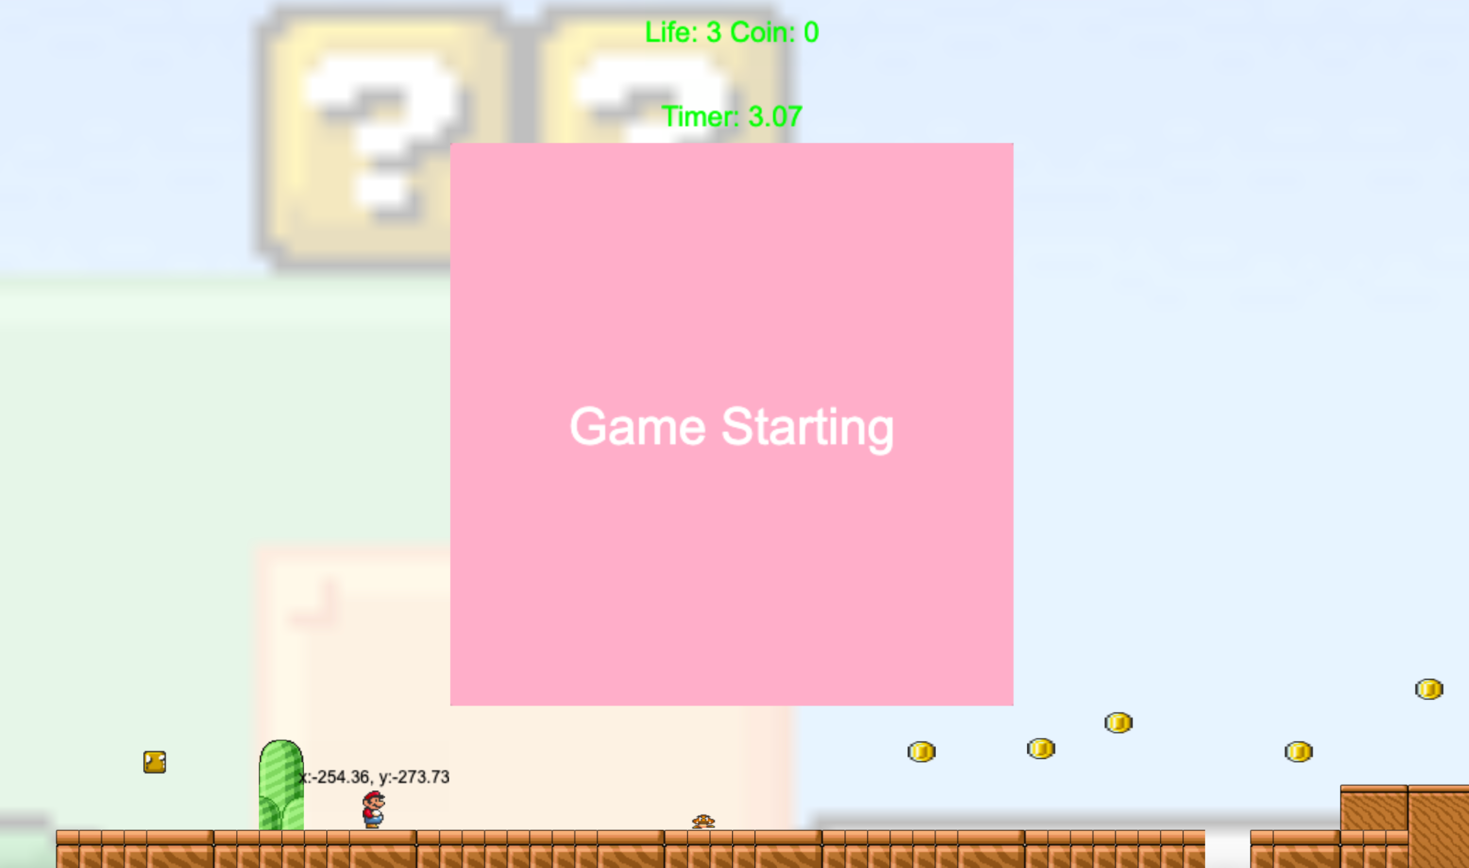 Life: 3 Coin: 0
? ?
Timer: 3.07
Game Starting
x:-254.36, y:-273.73